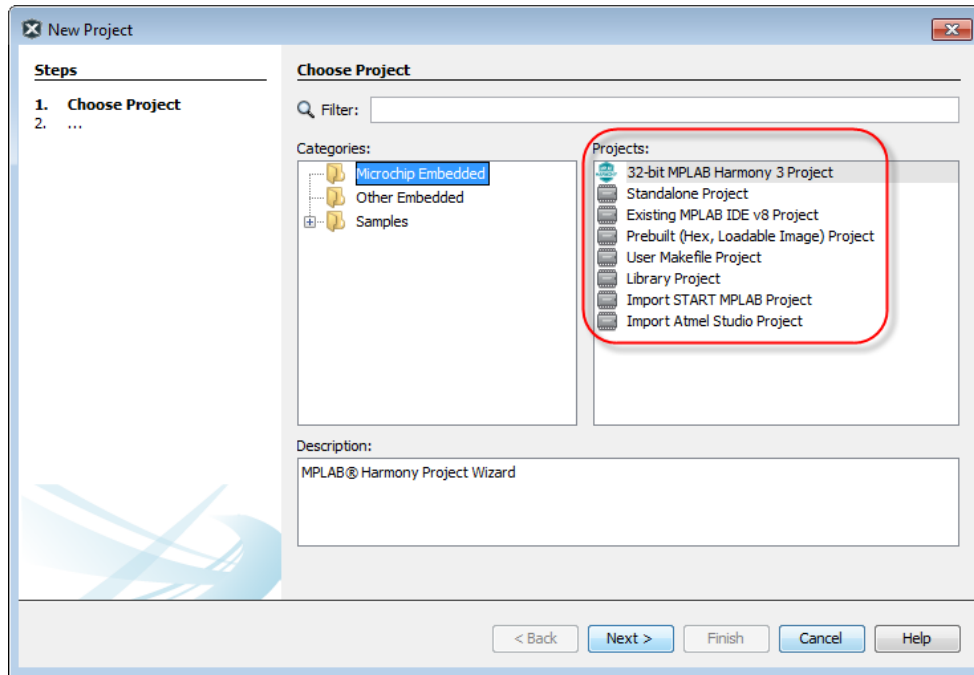 New Project
Steps
1. Choose Project
2. ...
Choose Project
Filter:
Categories:
Microchip Embedded
Other Embedded
Samples
Projects:
32-bit MPLAB Harmony 3 Project
Standalone Project
Existing MPLAB IDE v8 Project
Prebuilt (Hex, Loadable Image) Project
User Makefile Project
Library Project
Import START MPLAB Project
Import Atmel Studio Project
Description:
MPLAB® Harmony Project Wizard
< Back Next > Finish Cancel Help